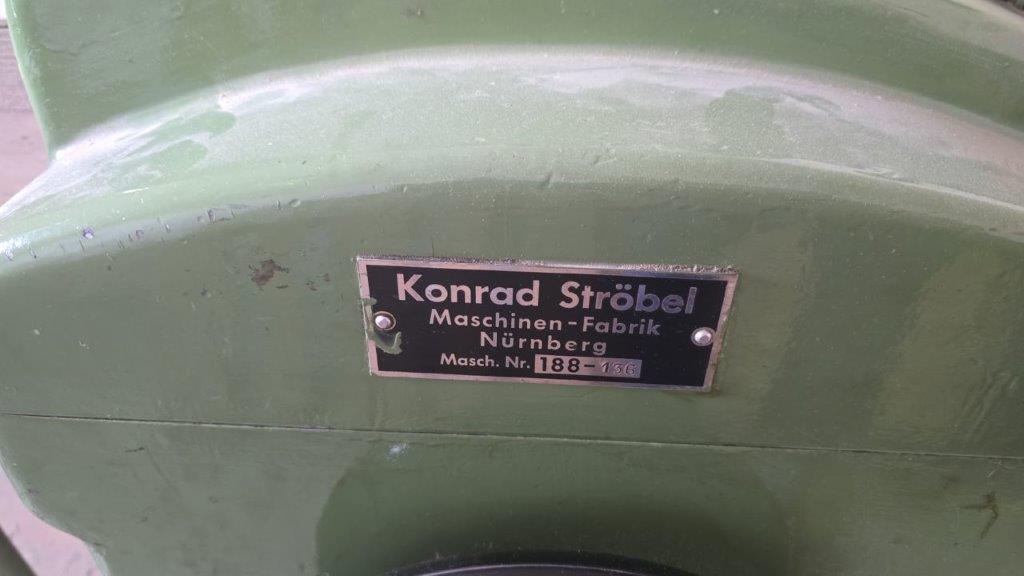 Konrad Ströbel
Maschinen-Fabrik
Nürnberg
Masch. Nr. 188-136